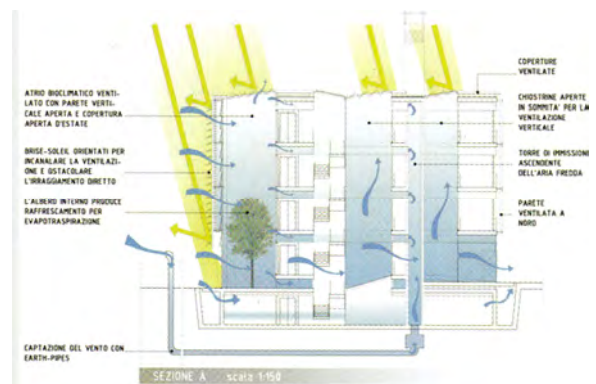 ATRIO BIOCLIMATICO VENTI-
LATO CON PARETE VERTI-
CALE APERTA E COPERTURA
APERTA D'ESTATE
BRISE-SOLEIL ORIENTATI PER
INCANALARE LA VENTILAZI-
ONE E OSTACOLARE
L'IRRAGGIAMENTO DIRETTO
L'ALBERO INTERNO PRODUCE
RAFFRESCAMENTO PER
EVAPOTRASPIRAZIONE
CAPTAZIONE DEL VENTO CON
EARTH-PIPES
COPERTURE
VENTILATE
CHIOSTRINE APERTE
IN SOMMITA' PER LA
VENTILAZIONE
VERTICALE
TORRE DI IMMISSIONE
ASCENDENTE
DELL'ARIA FREDDA
PARETE
VENTILATA A
NORD
SEZIONE A scala 1:150